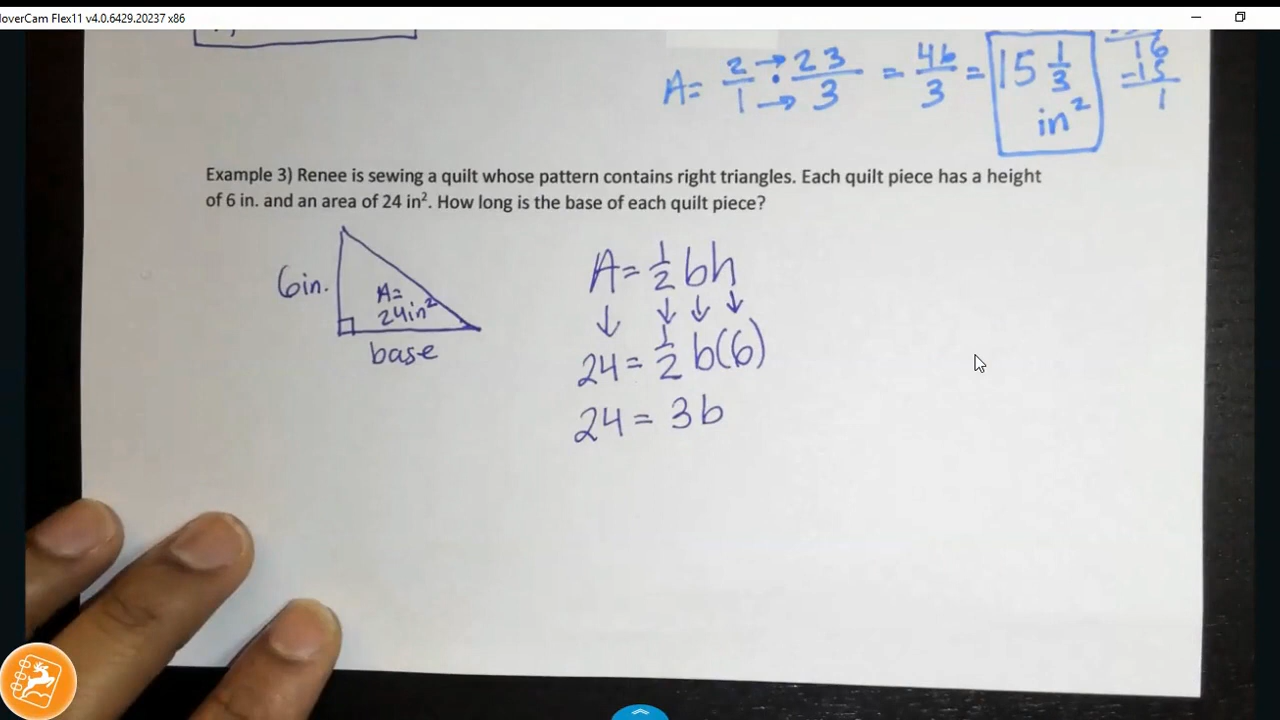 loverCam Flex11 v4.0.6429.20237 x86
A= 2/1 · 23/3 = 46/3 = 15 1/3 in²
16
-15
1
Example 3) Renee is sewing a quilt whose pattern contains right triangles. Each quilt piece has a height
of 6 in. and an area of 24 in². How long is the base of each quilt piece?
6in.
A=
24in²
base
A= 1/2 bh
24= 1/2 b(6)
24= 3b